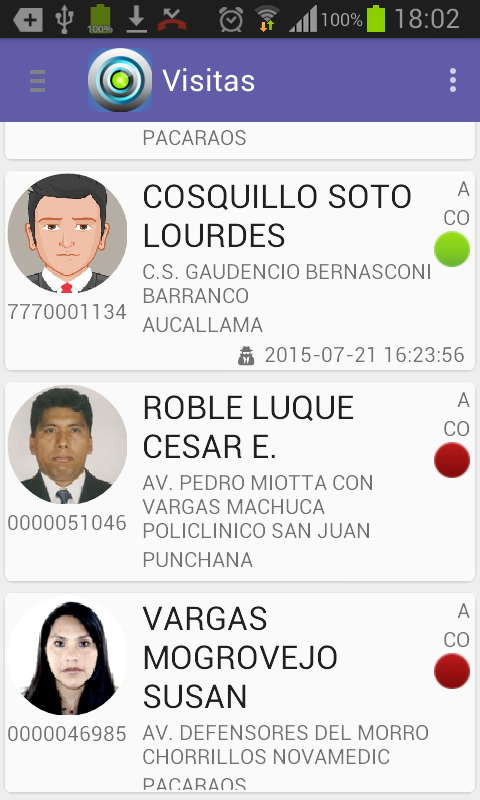 100%
100%
18:02
Visitas
PACARAOS
COSQUILLO SOTO
LOURDES
A
CO
C.S. GAUDENCIO BERNASCONI
BARRANCO
AUCALLAMA
7770001134
2015-07-21 16:23:56
ROBLE LUQUE
CESAR E.
A
CO
AV. PEDRO MIOTTA CON
VARGAS MACHUCA
POLICLINICO SAN JUAN
PUNCHANA
0000051046
VARGAS
MOGROVEJO
SUSAN
A
CO
AV. DEFENSORES DEL MORRO
CHORRILLOS NOVAMEDIC
PACARAOS
0000046985